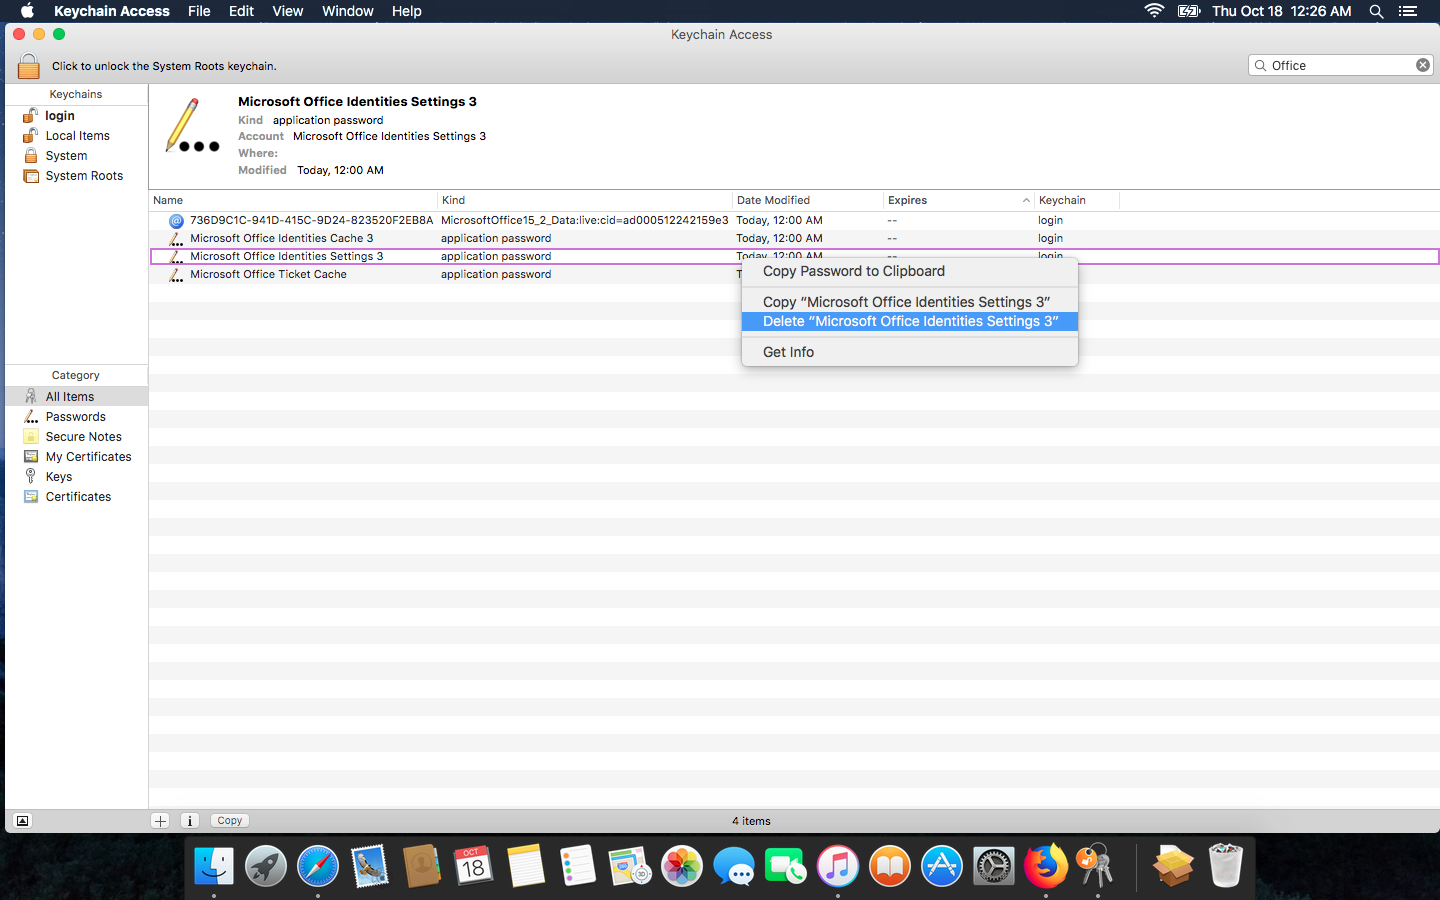 Keychain Access File Edit View Window Help Thu Oct 18 12:26 AM
Keychain Access
Click to unlock the System Roots keychain. Office
Keychains
login
Local Items
System
System Roots
Microsoft Office Identities Settings 3
Kind application password
Account Microsoft Office Identities Settings 3
Where:
Modified Today, 12:00 AM
Name Kind Date Modified Expires Keychain
736D9C1C-941D-415C-9D24-823520F2EB8A MicrosoftOffice15_2_Data:live:cid=ad000512242159e3 Today, 12:00 AM -- login
Microsoft Office Identities Cache 3 application password Today, 12:00 AM -- login
Microsoft Office Identities Settings 3 application password Today, 12:00 AM -- login
Microsoft Office Ticket Cache application password T
Copy Password to Clipboard
Copy “Microsoft Office Identities Settings 3”
Delete “Microsoft Office Identities Settings 3”
Get Info
Category
All Items
Passwords
Secure Notes
My Certificates
Keys
Certificates
Copy 4 items
OCT
18